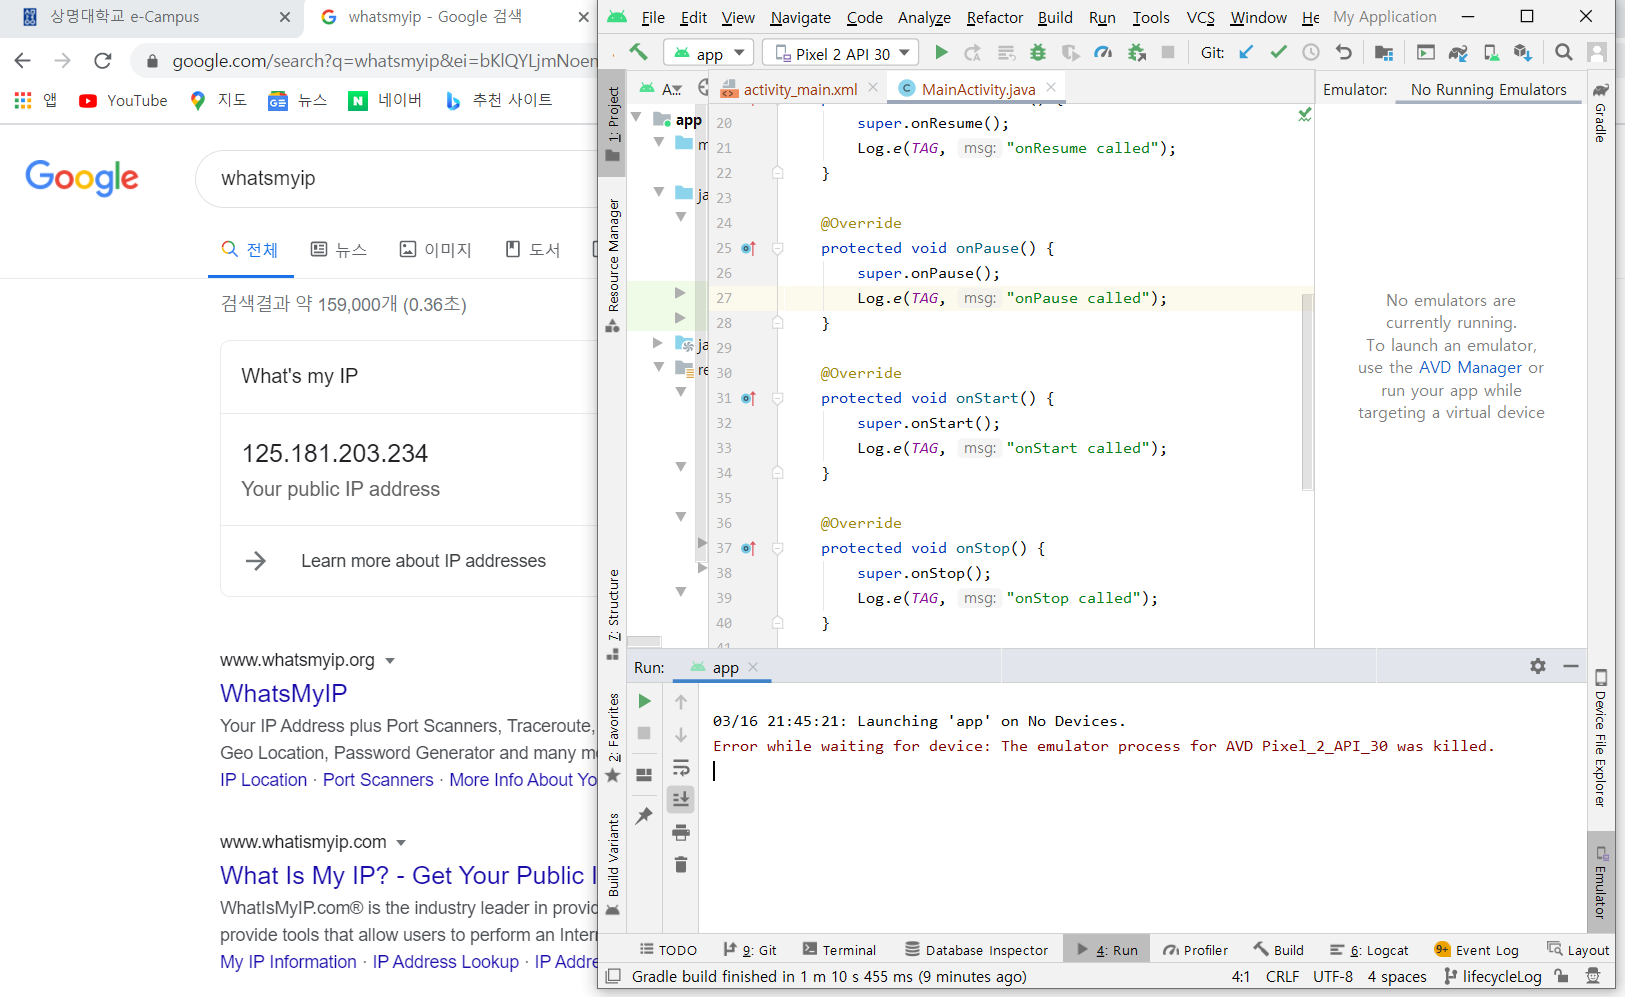 상명대학교 e-Campus
whatsmyip - Google 검색
google.com/search?q=whatsmyip&ei=bKlQYLjmNoen
앱
YouTube
지도
뉴스
네이버
추천 사이트
Google
whatsmyip
전체
뉴스
이미지
도서
검색결과 약 159,000개 (0.36초)
What's my IP
125.181.203.234
Your public IP address
Learn more about IP addresses
www.whatsmyip.org
WhatsMyIP
Your IP Address plus Port Scanners, Traceroute,
Geo Location, Password Generator and many m
IP Location · Port Scanners · More Info About Yo
www.whatismyip.com
What Is My IP? - Get Your Public I
WhatIsMyIP.com® is the industry leader in provid
provide tools that allow users to perform an Inter
My IP Information · IP Address Lookup · IP Addre
File Edit View Navigate Code Analyze Refactor Build Run Tools VCS Window He My Application
app
Pixel 2 API 30
Git:
1: Project
Resource Manager
7: Structure
2: Favorites
Build Variants
A...
app
m
ja
ja
re
activity_main.xml
MainActivity.java
20 super.onResume();
21 Log.e(TAG, msg: "onResume called");
22 }
23
24 @Override
25 protected void onPause() {
26 super.onPause();
27 Log.e(TAG, msg: "onPause called");
28 }
29
30 @Override
31 protected void onStart() {
32 super.onStart();
33 Log.e(TAG, msg: "onStart called");
34 }
35
36 @Override
37 protected void onStop() {
38 super.onStop();
39 Log.e(TAG, msg: "onStop called");
40 }
41
Emulator: No Running Emulators
No emulators are
currently running.
To launch an emulator,
use the AVD Manager or
run your app while
targeting a virtual device
Gradle
Device File Explorer
Emulator
Run: app
03/16 21:45:21: Launching 'app' on No Devices.
Error while waiting for device: The emulator process for AVD Pixel_2_API_30 was killed.
TODO 9: Git Terminal Database Inspector 4: Run Profiler Build 6: Logcat 9+ Event Log Layout
Gradle build finished in 1 m 10 s 455 ms (9 minutes ago) 4:1 CRLF UTF-8 4 spaces lifecycleLog